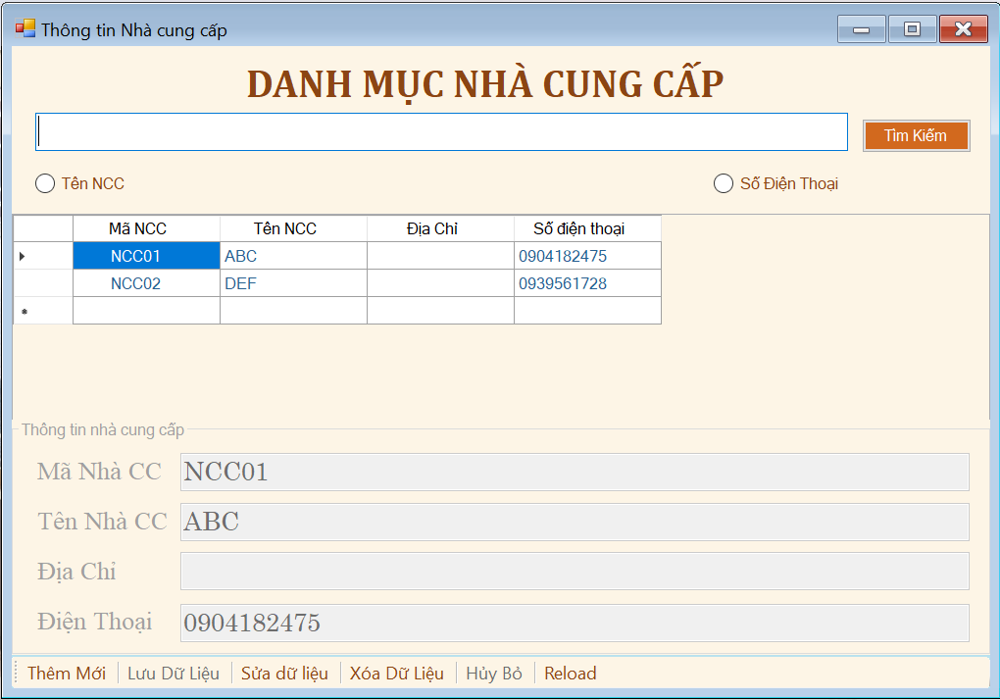 Thông tin Nhà cung cấp
DANH MỤC NHÀ CUNG CẤP
Tìm Kiếm
Tên NCC Số Điện Thoại
Mã NCC Tên NCC Địa Chỉ Số điện thoại
NCC01 ABC 0904182475
NCC02 DEF 0939561728
Thông tin nhà cung cấp
Mã Nhà CC NCC01
Tên Nhà CC ABC
Địa Chỉ
Điện Thoại 0904182475
Thêm Mới Lưu Dữ Liệu Sửa dữ liệu Xóa Dữ Liệu Hủy Bỏ Reload